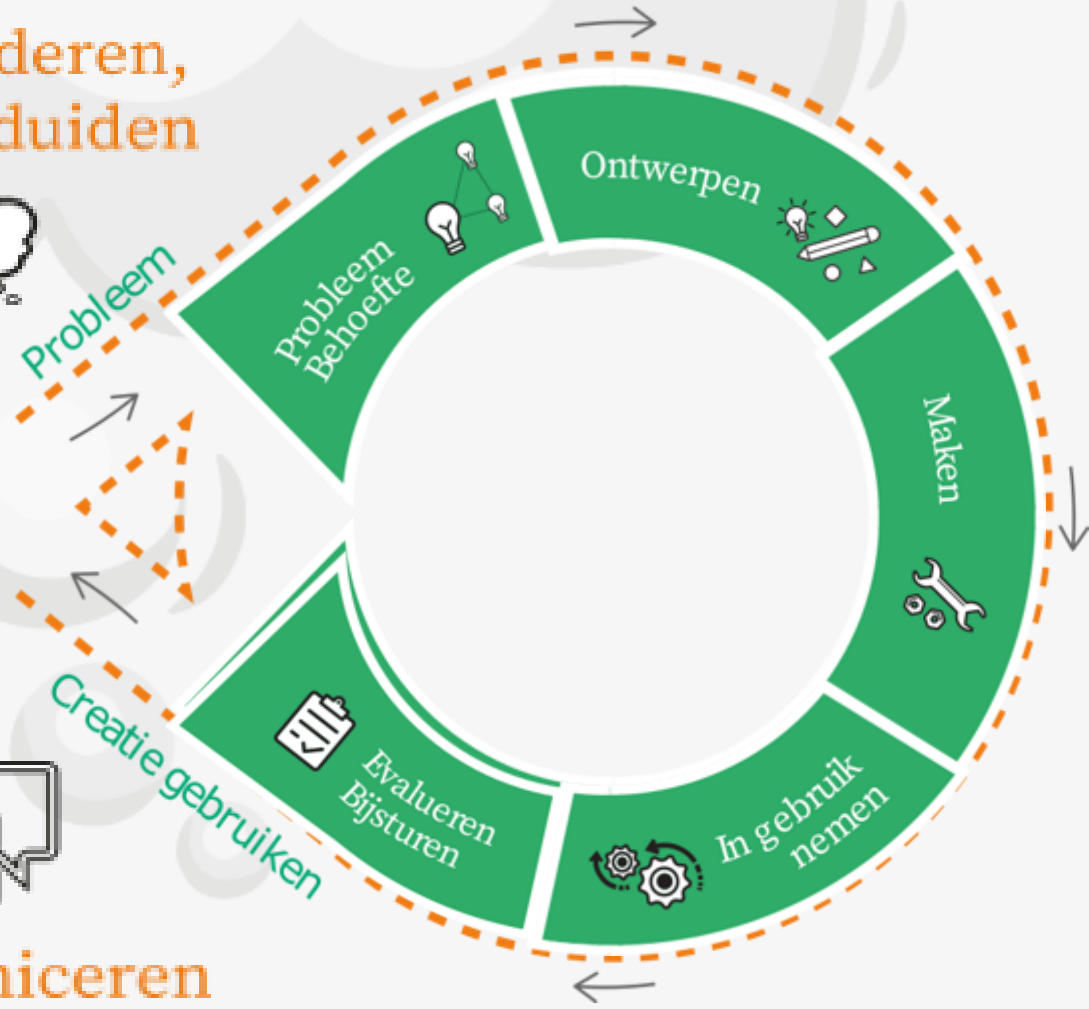 deren,
duiden
Probleem
Probleem
Behoefte
Ontwerpen
Maken
In gebruik
nemen
Evalueren
Bijsturen
Creatie gebruiken
niceren